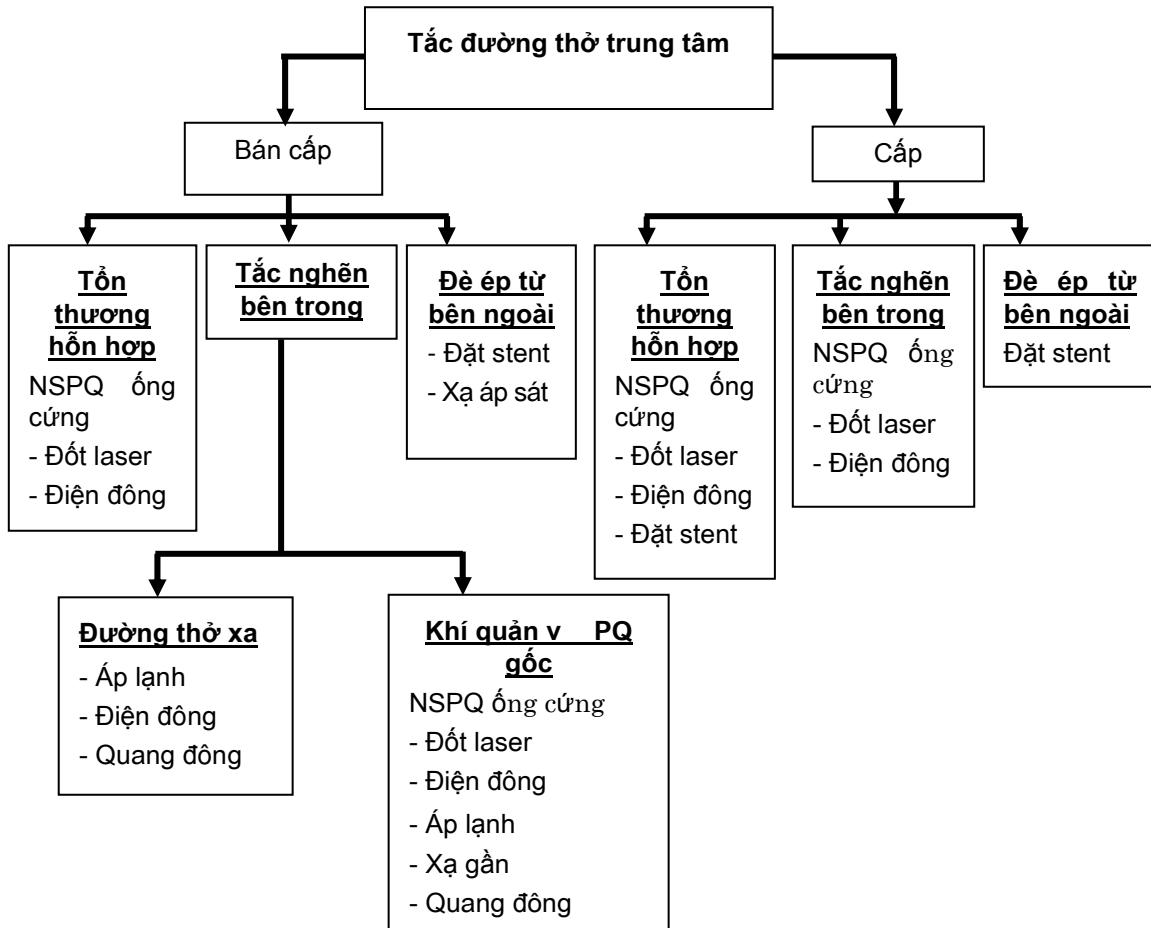 Tắc đường thở trung tâm
Bán cấp
Cấp
Tổn
thương
hỗn hợp
NSPQ ống
cứng
- Đốt laser
- Điện đông
Tắc nghẽn
bên trong
Đè ép từ
bên ngoài
- Đặt stent
- Xạ áp sát
Tổn
thương
hỗn hợp
NSPQ ống
cứng
- Đốt laser
- Điện đông
- Đặt stent
Tắc nghẽn
bên trong
NSPQ ống
cứng
- Đốt laser
- Điện đông
Đè ép từ
bên ngoài
Đặt stent
Đường thở xa
- Áp lạnh
- Điện đông
- Quang đông
Khí quản v PQ
gốc
NSPQ ống cứng
- Đốt laser
- Điện đông
- Áp lạnh
- Xạ gần
- Quang đông